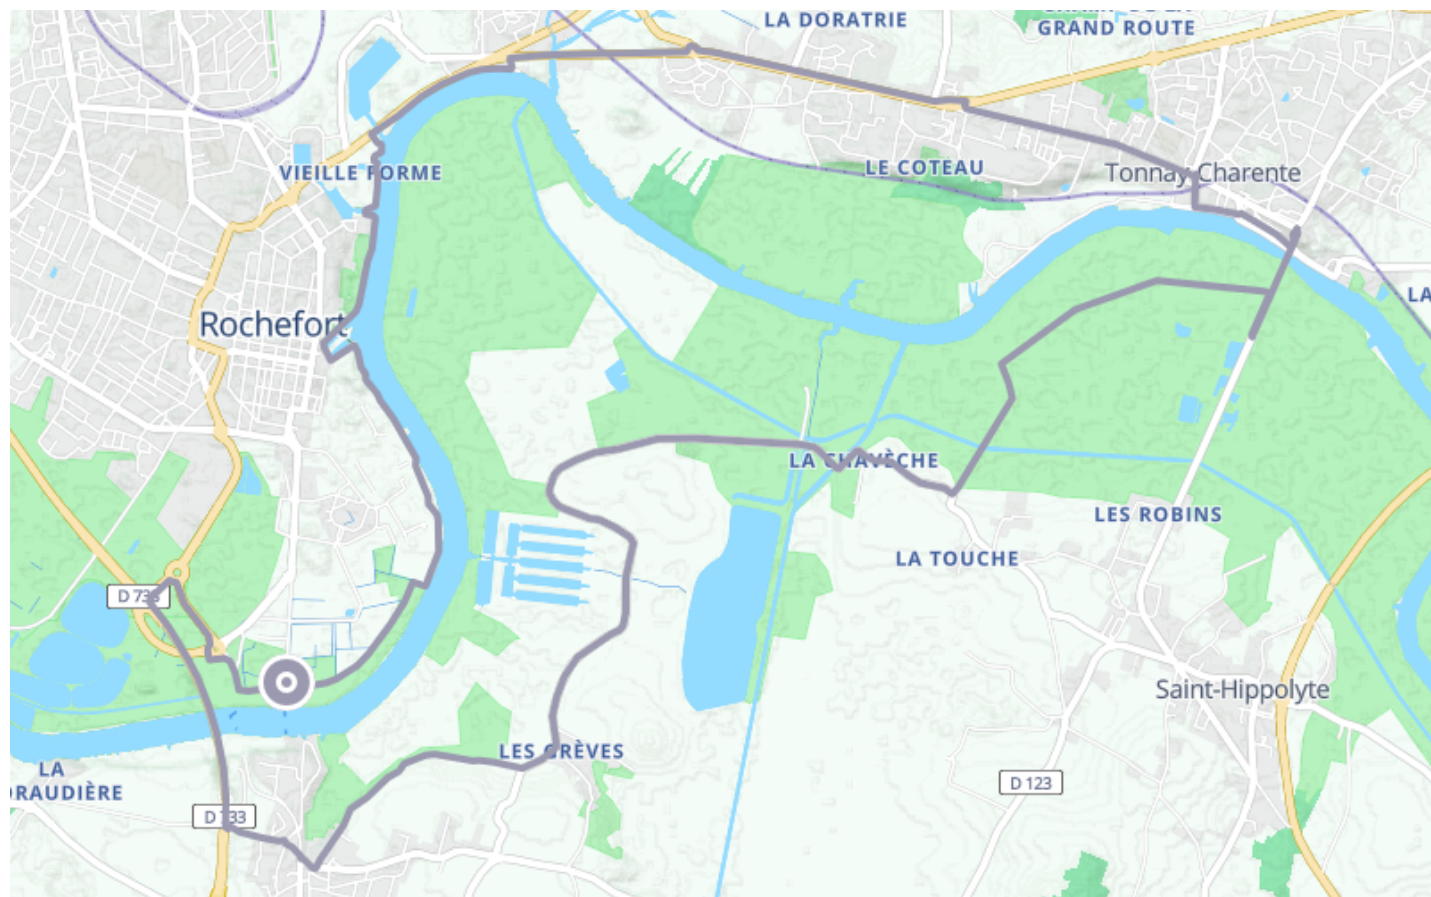 LA DORATRIE
GRAND ROUTE
VIEILLE FORME
LE COTEAU
Tonnay-Charente
LA
Rochefort
LA CHAVÈCHE
LES ROBINS
LA TOUCHE
D 733
Saint-Hippolyte
LES GRÈVES
LA
D 123
D 733